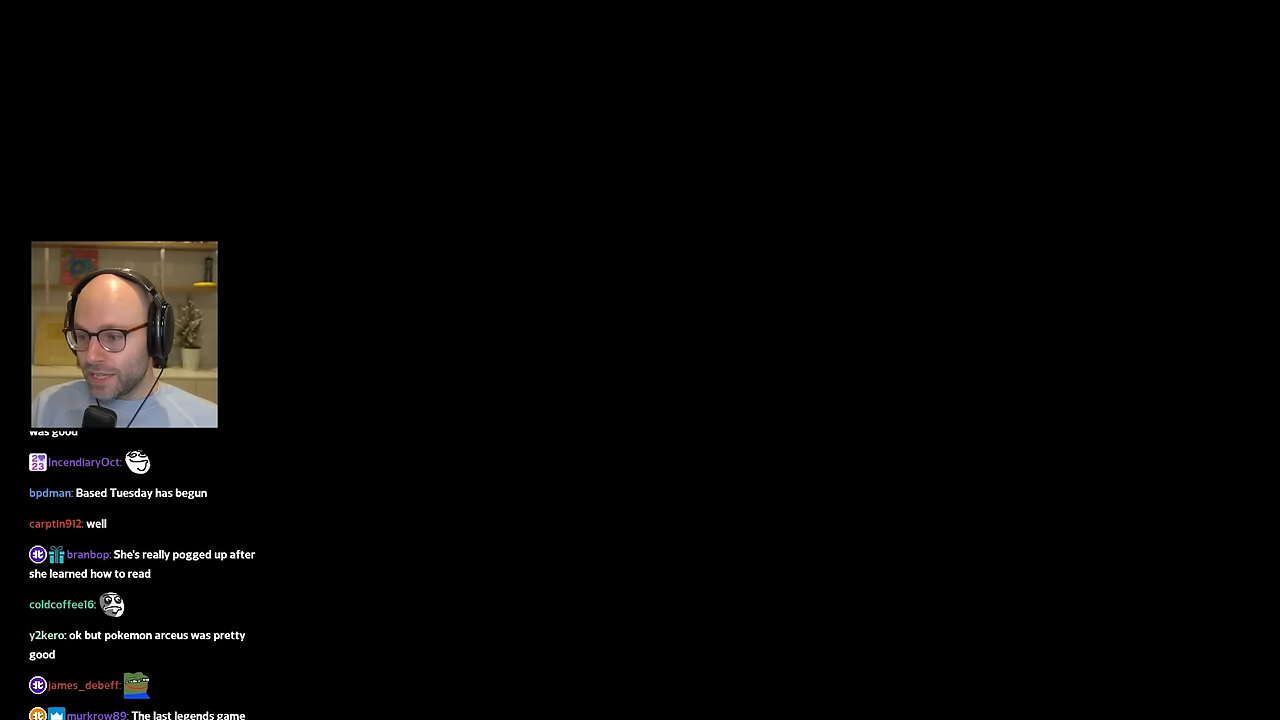 was good
IncendiaryOct:
bpdman: Based Tuesday has begun
carptin912: well
branbop: She's really pogged up after
she learned how to read
coldcoffee16:
y2kero: ok but pokemon arceus was pretty
good
james_debeff:
murkrow89: The last legends game